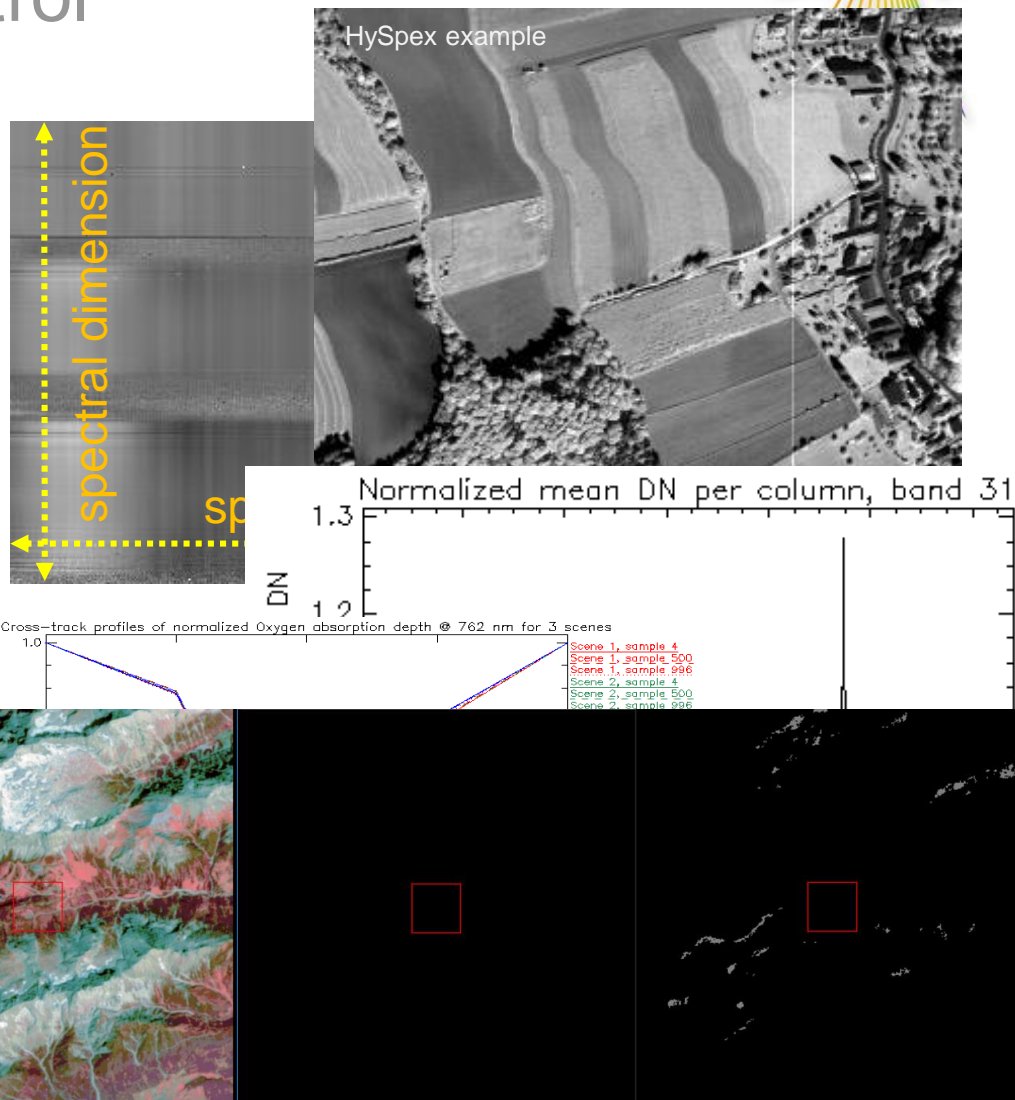 HySpex example
spectral dimension
Normalized mean DN per column, band 31
1.3
DN
Cross-track profiles of normalized Oxygen absorption depth @ 762 nm for 3 scenes
1.0
Scene 1, sample 4
Scene 1, sample 500
Scene 1, sample 996
Scene 2, sample 4
Scene 2, sample 500
Scene 2, sample 996